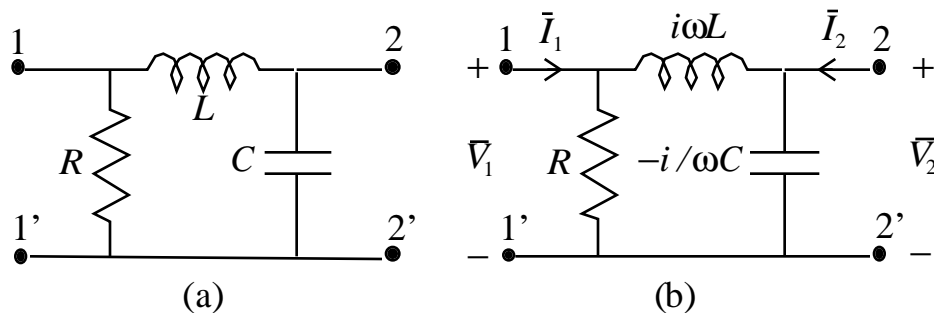 1
2
L
R
C
1’
2’
(a)
Ī₁
iωL
Ī₂
1
2
+
+
V̄₁
R
−i/ωC
V̄₂
1’
2’
−
−
(b)